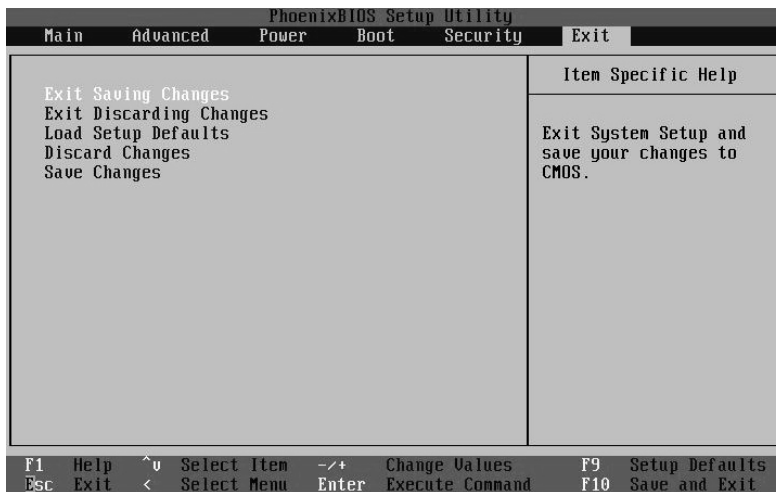 PhoenixBIOS Setup Utility
Main Advanced Power Boot Security Exit
Exit Saving Changes
Exit Discarding Changes
Load Setup Defaults
Discard Changes
Save Changes
Item Specific Help
Exit System Setup and
save your changes to
CMOS.
F1 Help ^v Select Item -/+ Change Values F9 Setup Defaults
Esc Exit < Select Menu Enter Execute Command F10 Save and Exit